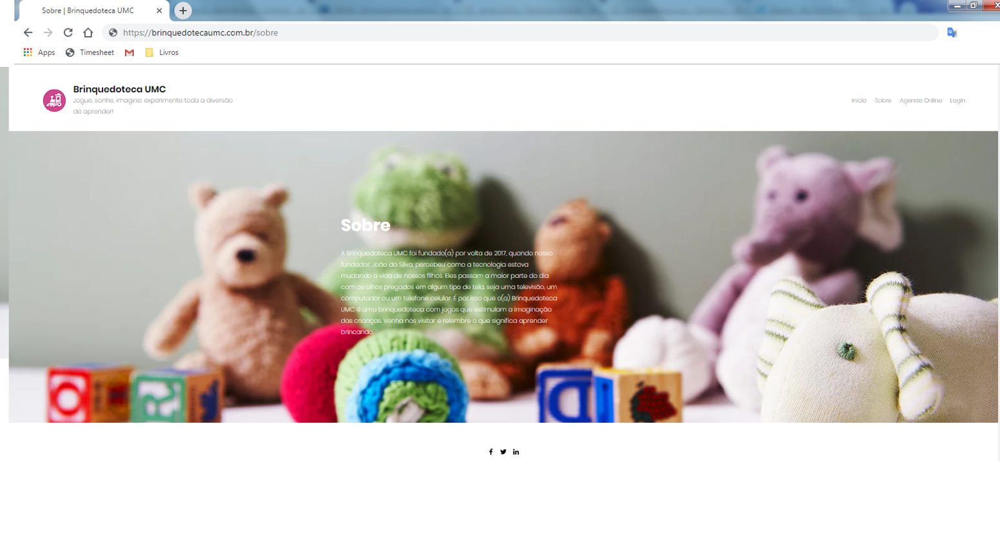 Sobre | Brinquedoteca UMC
https://brinquedotecaumc.com.br/sobre
Apps Timesheet Livros
Brinquedoteca UMC
Jogue, sonhe, imagine: experimente toda a diversão
de aprender!
Início Sobre Agende Online Login
Sobre
A Brinquedoteca UMC foi fundado(a) por volta de 2017, quando nosso
fundador, João da Silva, percebeu como a tecnologia estava
mudando a vida de nossos filhos. Eles passam a maior parte do dia
com os olhos pregados em algum tipo de tela, seja uma televisão, um
computador ou um telefone celular. É por isso que o(a) Brinquedoteca
UMC é uma brinquedoteca com jogos que estimulam a imaginação
das crianças. Venha nos visitar e relembre o que significa aprender
brincando.